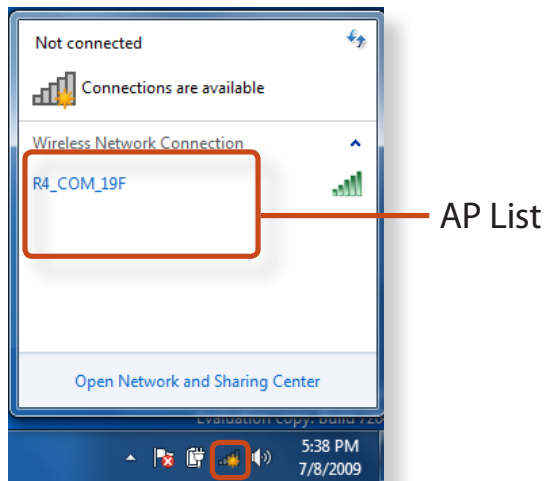 Not connected
Connections are available
Wireless Network Connection
R4_COM_19F
AP List
Open Network and Sharing Center
Evaluation copy. Build
5:38 PM
7/8/2009